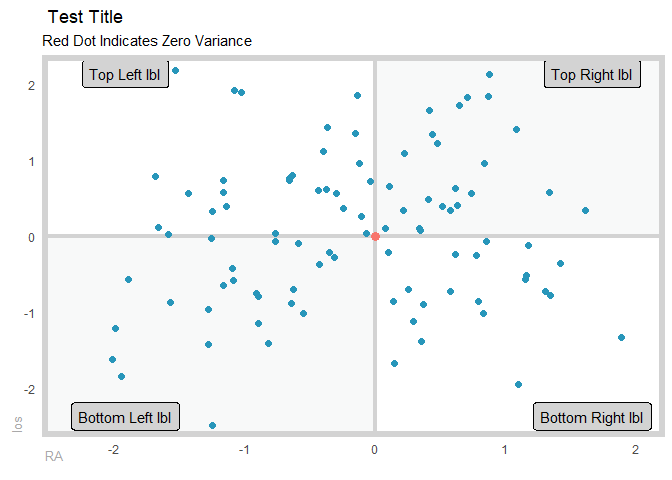 Test Title
Red Dot Indicates Zero Variance
Top Left lbl
Top Right lbl
2
1
0
-1
-2
Bottom Left lbl
Bottom Right lbl
los
-2
-1
0
1
2
RA